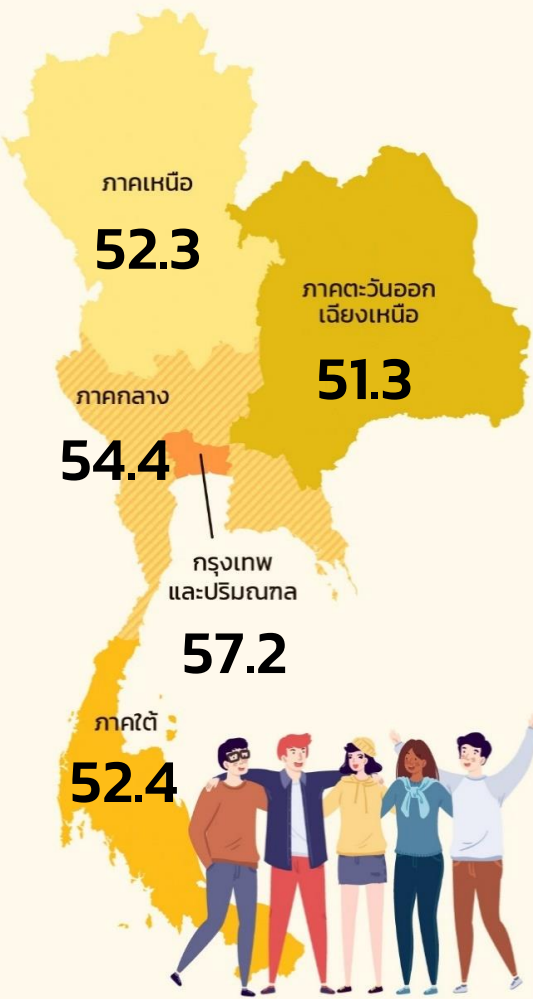 ภาคเหนือ
52.3
ภาคตะวันออก
เฉียงเหนือ
51.3
ภาคกลาง
54.4
กรุงเทพ
และปริมณฑล
57.2
ภาคใต้
52.4